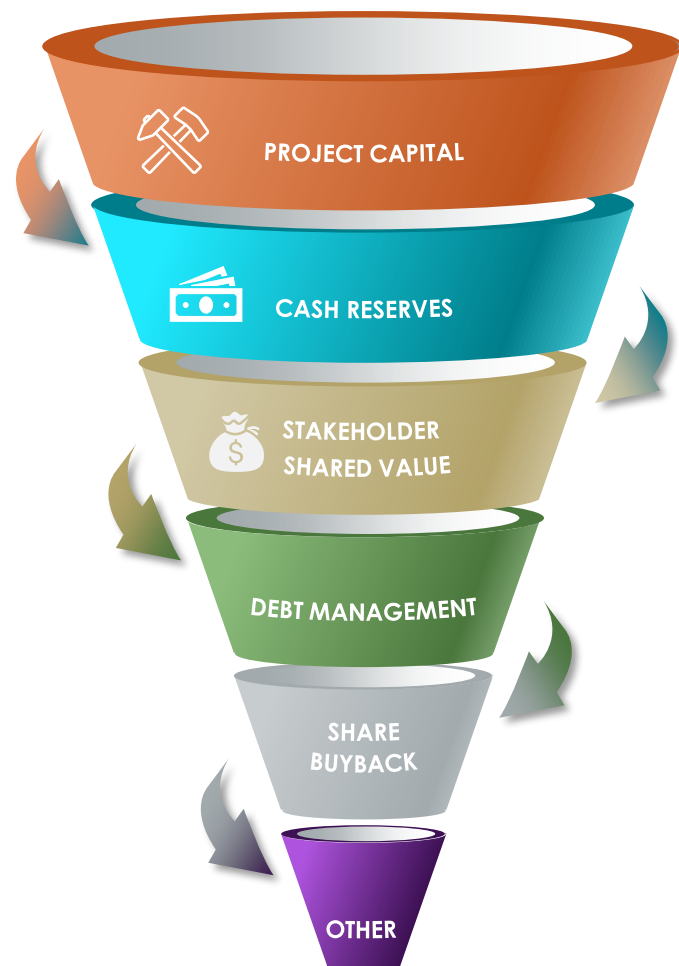 PROJECT CAPITAL
CASH RESERVES
STAKEHOLDER
SHARED VALUE
DEBT MANAGEMENT
SHARE
BUYBACK
OTHER